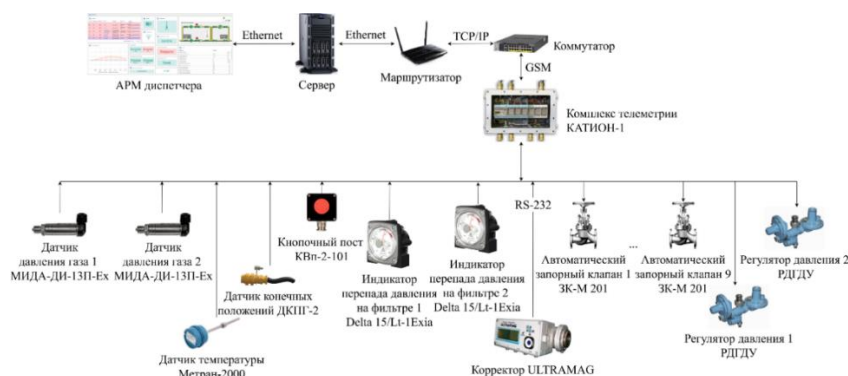 Ethernet
Ethernet
TCP/IP
Коммутатор
АРМ диспетчера
Сервер
Маршрутизатор
GSM
Комплекс телеметрии
КАТИОН-1
RS-232
Датчик
давления газа 1
МИДА-ДИ-13П-Ех
Датчик
давления газа 2
МИДА-ДИ-13П-Ех
Кнопочный пост
КВп-2-101
Датчик конечных
положений ДКПГ-2
Индикатор
перепада давления
на фильтре 1
Delta 15/Lt-1Exia
Индикатор
перепада давления
на фильтре 2
Delta 15/Lt-1Exia
Автоматический
запорный клапан 1
ЗК-М 201
...
Автоматический
запорный клапан 9
ЗК-М 201
Регулятор давления 2
РДГДУ
Датчик температуры
Метран-2000
Корректор ULTRAMAG
Регулятор давления 1
РДГДУ